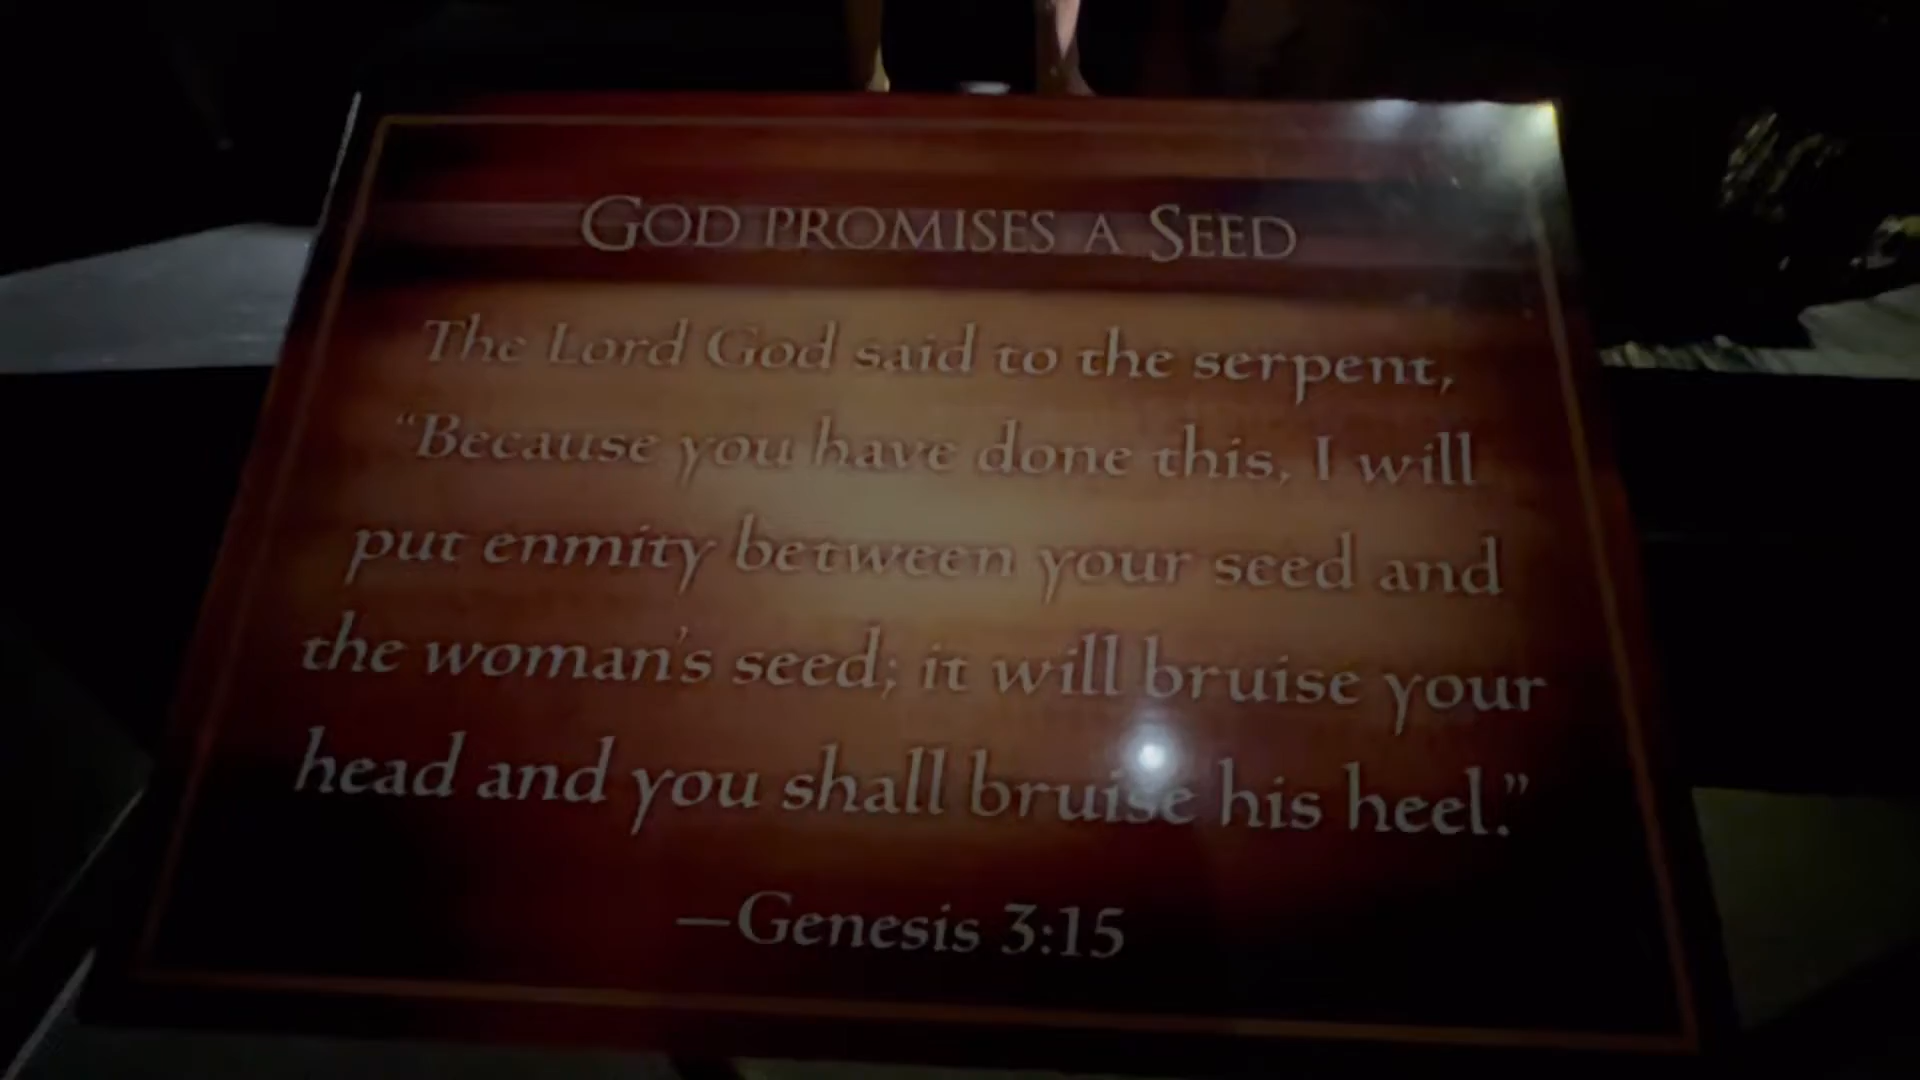 GOD PROMISES A SEED
The Lord God said to the serpent,
“Because you have done this, I will
put enmity between your seed and
the woman's seed; it will bruise your
head and you shall bruise his heel.”
—Genesis 3:15